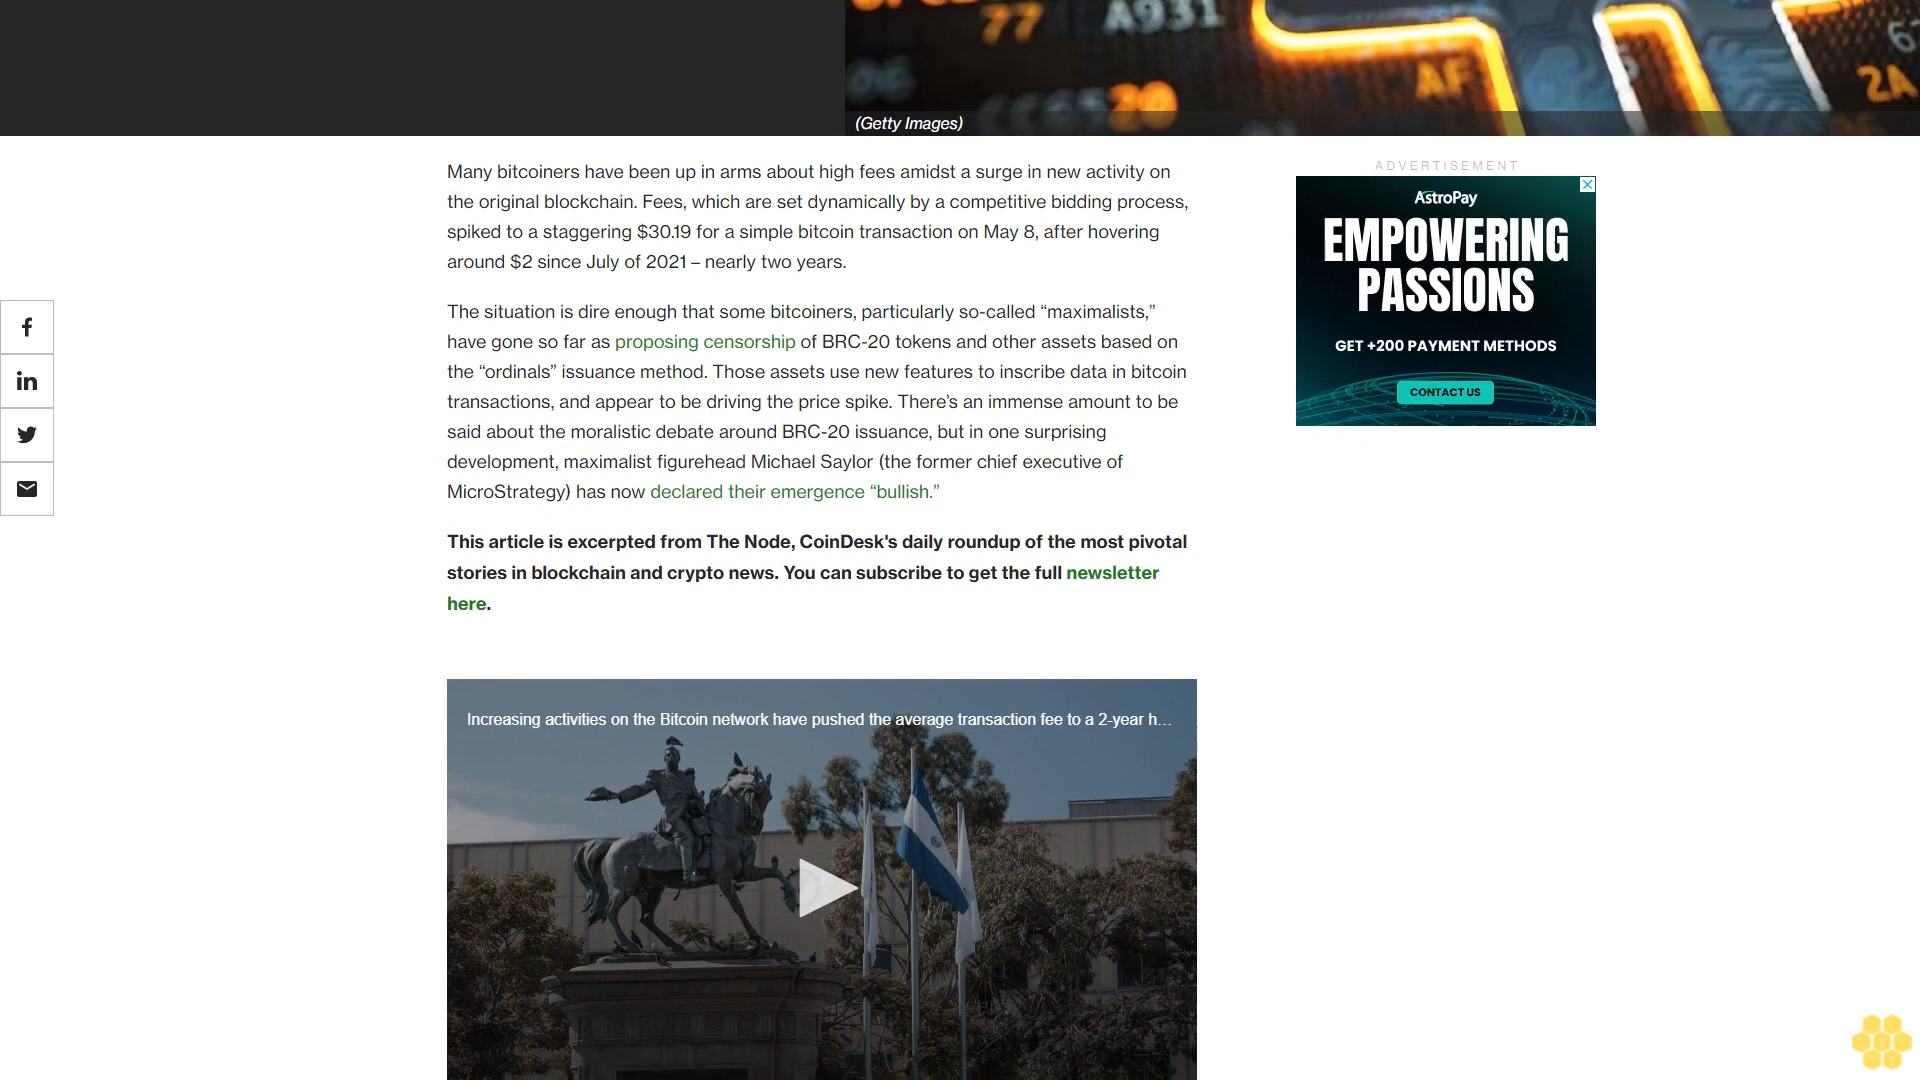 77
A931
06
CCC520
AF
2A
(Getty Images)
Many bitcoiners have been up in arms about high fees amidst a surge in new activity on
the original blockchain. Fees, which are set dynamically by a competitive bidding process,
spiked to a staggering $30.19 for a simple bitcoin transaction on May 8, after hovering
around $2 since July of 2021 – nearly two years.
The situation is dire enough that some bitcoiners, particularly so-called “maximalists,”
have gone so far as proposing censorship of BRC-20 tokens and other assets based on
the “ordinals” issuance method. Those assets use new features to inscribe data in bitcoin
transactions, and appear to be driving the price spike. There’s an immense amount to be
said about the moralistic debate around BRC-20 issuance, but in one surprising
development, maximalist figurehead Michael Saylor (the former chief executive of
MicroStrategy) has now declared their emergence “bullish.”
This article is excerpted from The Node, CoinDesk's daily roundup of the most pivotal
stories in blockchain and crypto news. You can subscribe to get the full newsletter
here.
Increasing activities on the Bitcoin network have pushed the average transaction fee to a 2-year h...
ADVERTISEMENT
AstroPay
EMPOWERING
PASSIONS
GET +200 PAYMENT METHODS
CONTACT US